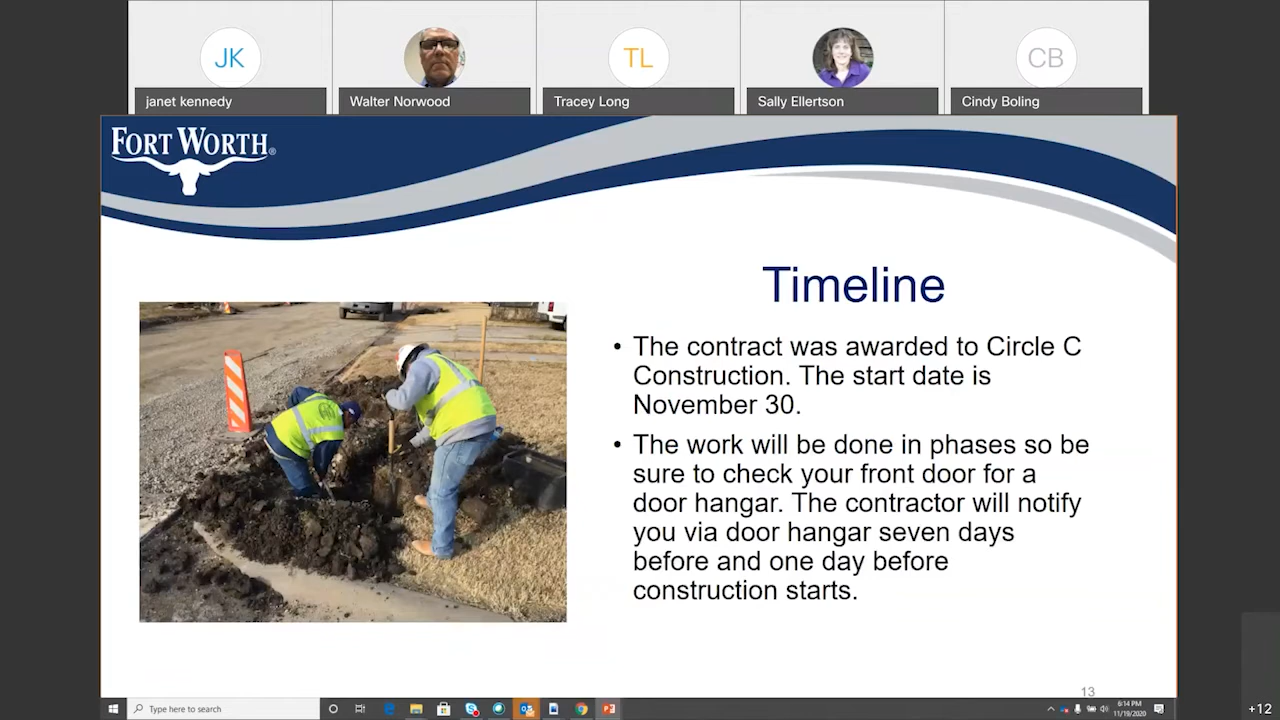 JK
TL
CB
janet kennedy
Walter Norwood
Tracey Long
Sally Ellertson
Cindy Boling
FORT WORTH®
Timeline
• The contract was awarded to Circle C
Construction. The start date is
November 30.
• The work will be done in phases so be
sure to check your front door for a
door hangar. The contractor will notify
you via door hangar seven days
before and one day before
construction starts.
13
Type here to search
6:14 PM
11/19/2020
+12